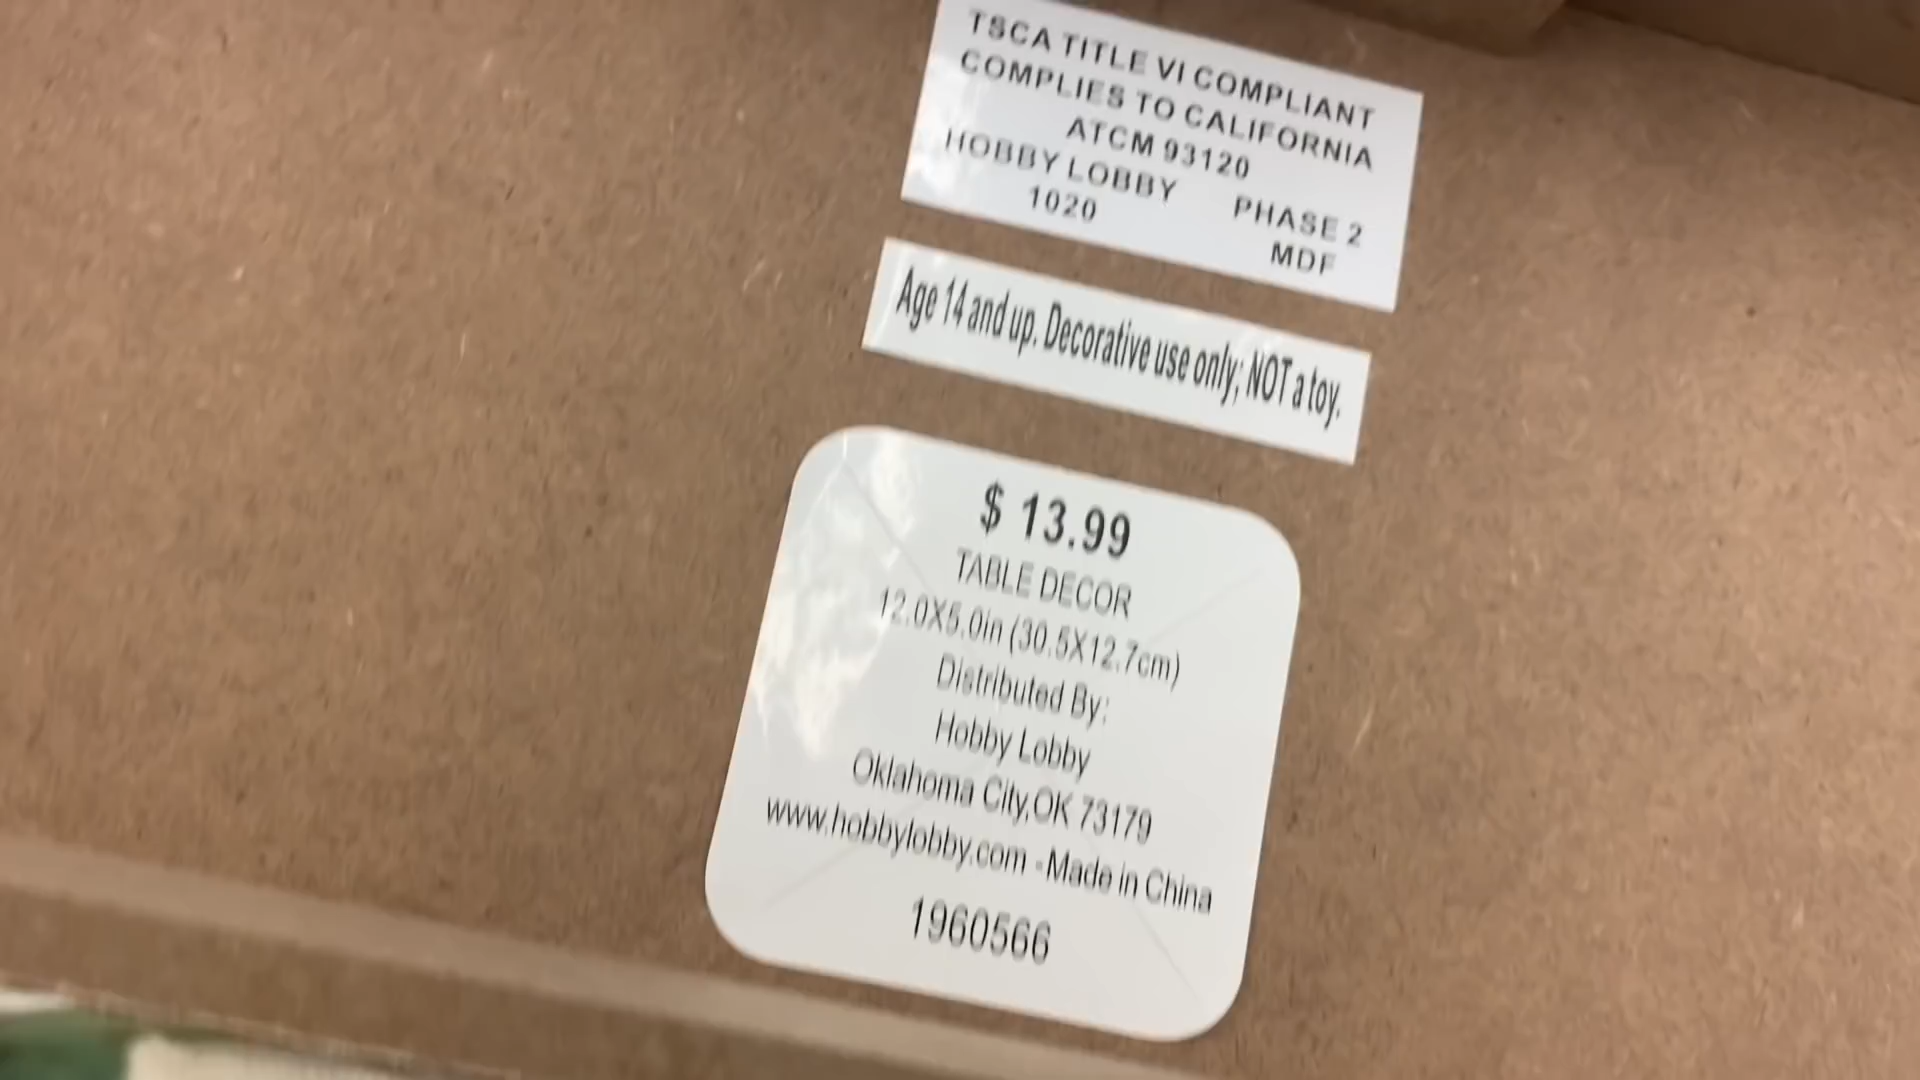 TSCA TITLE VI COMPLIANT
COMPLIES TO CALIFORNIA
ATCM 93120
HOBBY LOBBY PHASE 2
1020 MDF
Age 14 and up. Decorative use only; NOT a toy.
$ 13.99
TABLE DECOR
12.0X5.0in (30.5X12.7cm)
Distributed By:
Hobby Lobby
Oklahoma City,OK 73179
www.hobbylobby.com - Made in China
1960566